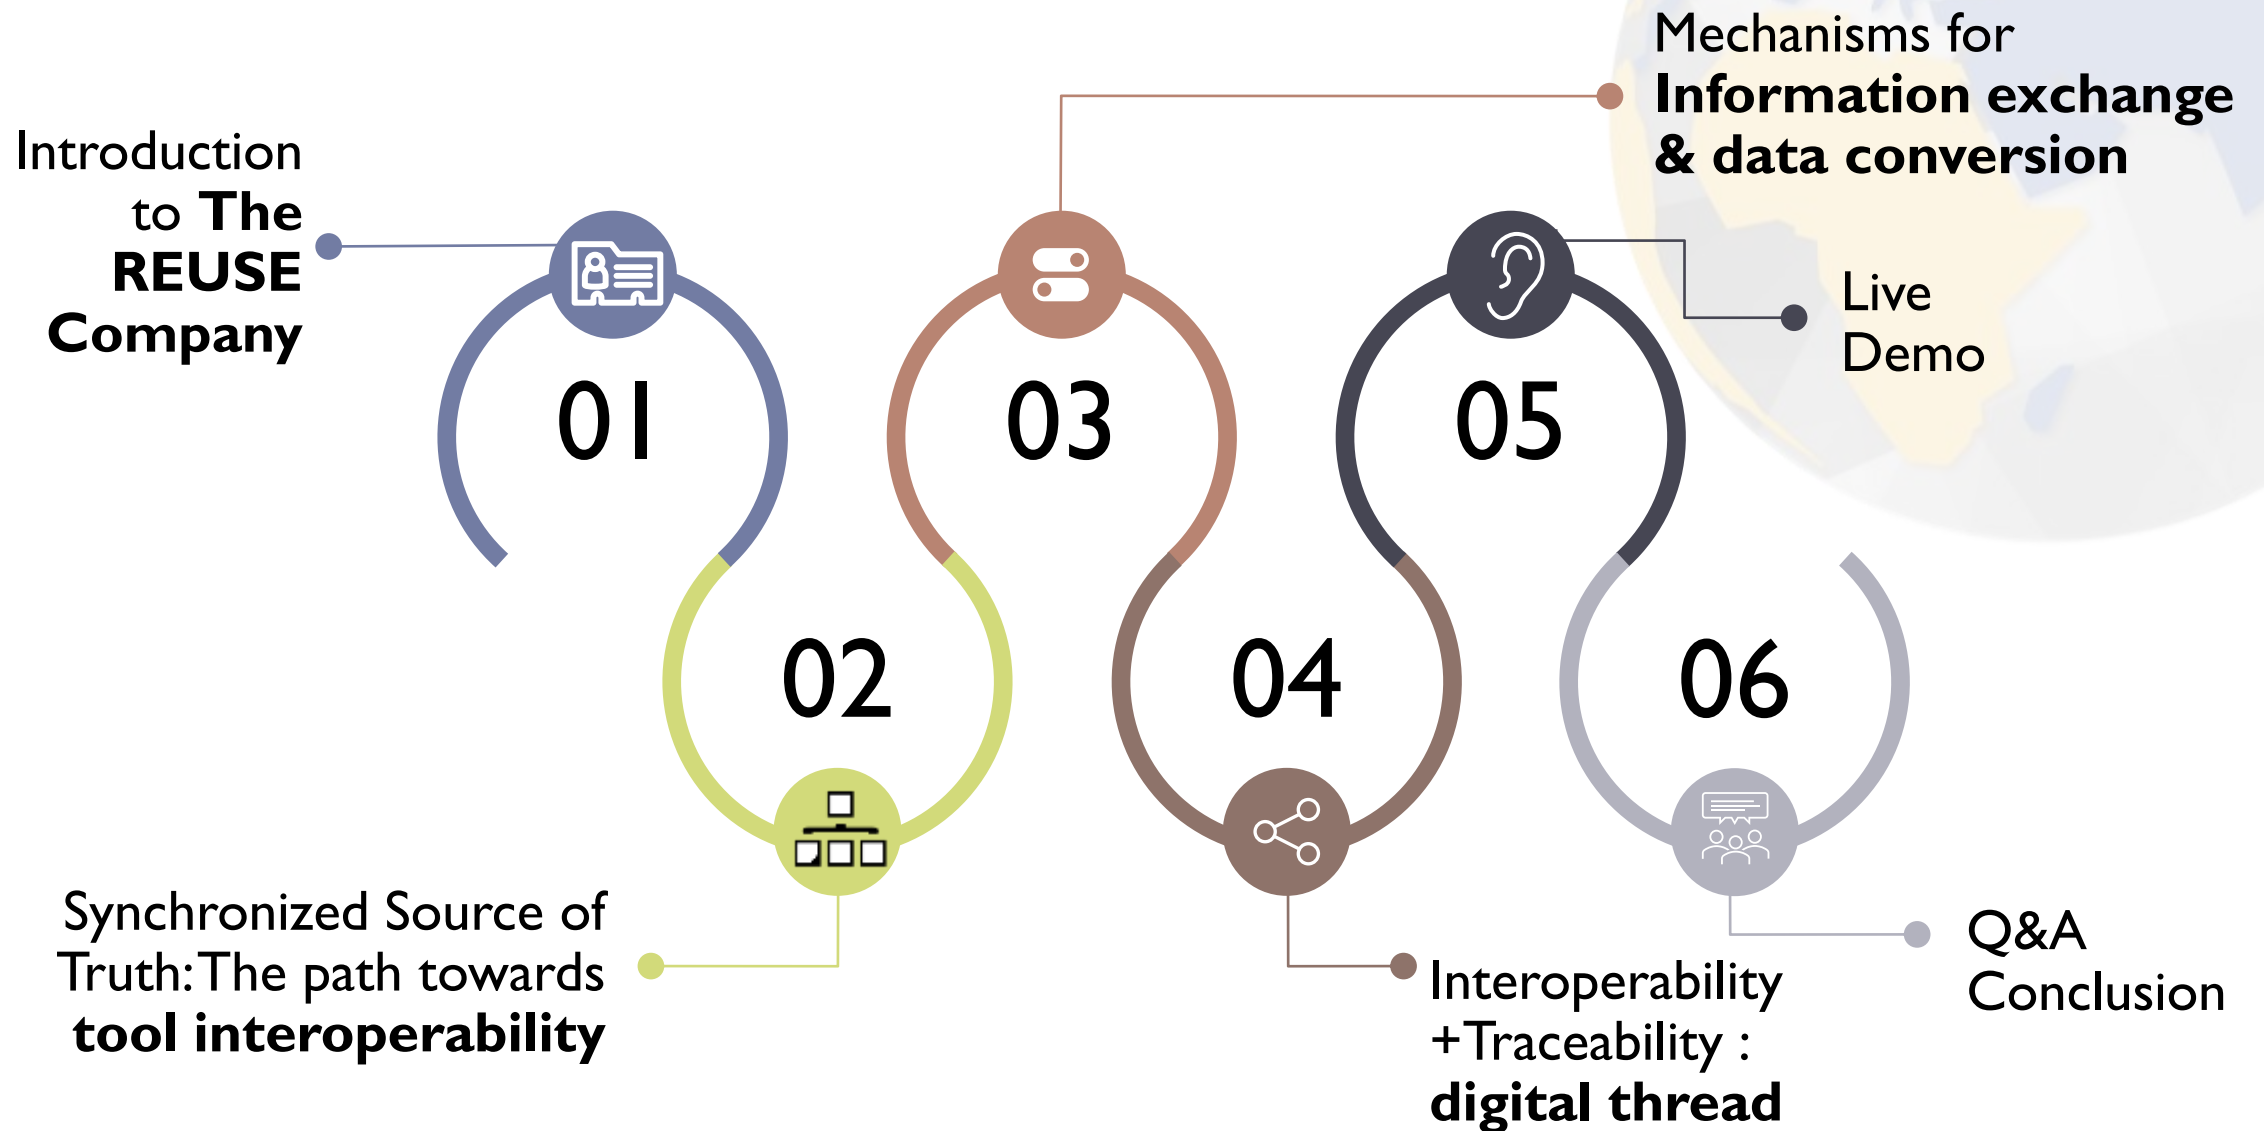 Introduction
to The
REUSE
Company
01
02
Synchronized Source of
Truth: The path towards
tool interoperability
03
Mechanisms for
Information exchange
& data conversion
04
Interoperability
+Traceability :
digital thread
05
Live
Demo
06
Q&A
Conclusion